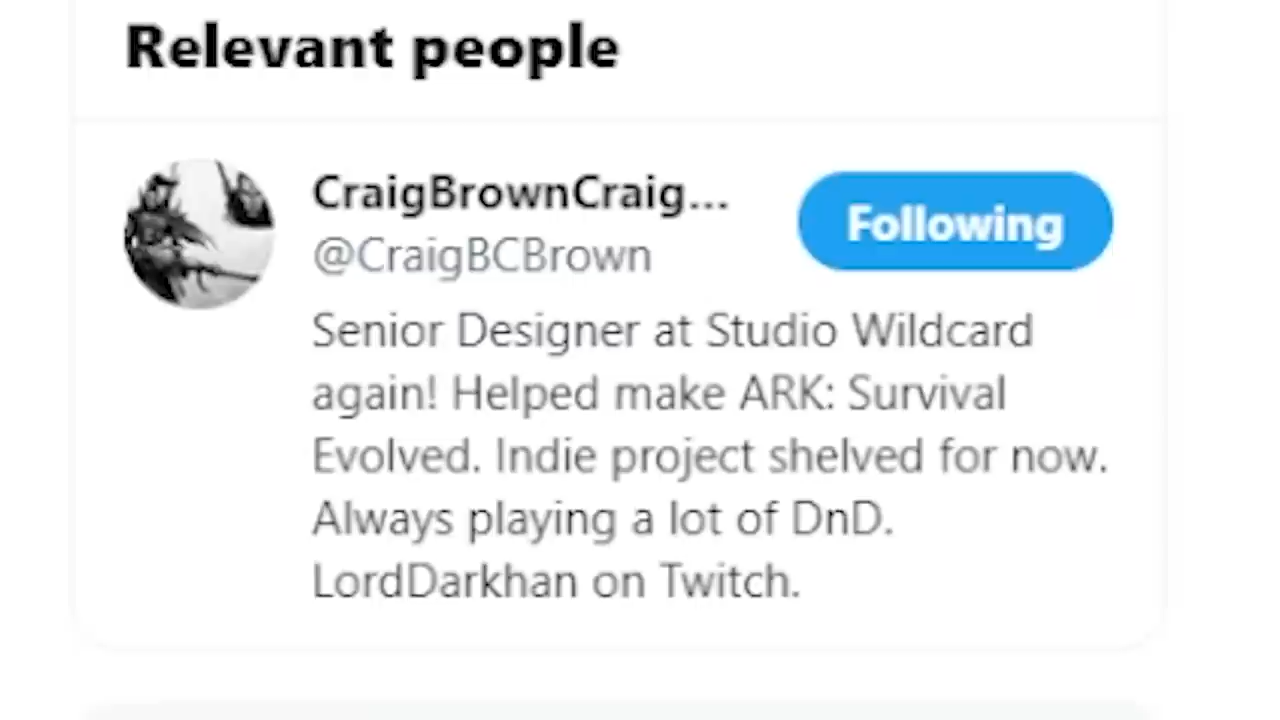 Relevant people
CraigBrownCraig...
Following
@CraigBCBrown
Senior Designer at Studio Wildcard
again! Helped make ARK: Survival
Evolved. Indie project shelved for now.
Always playing a lot of DnD.
LordDarkhan on Twitch.